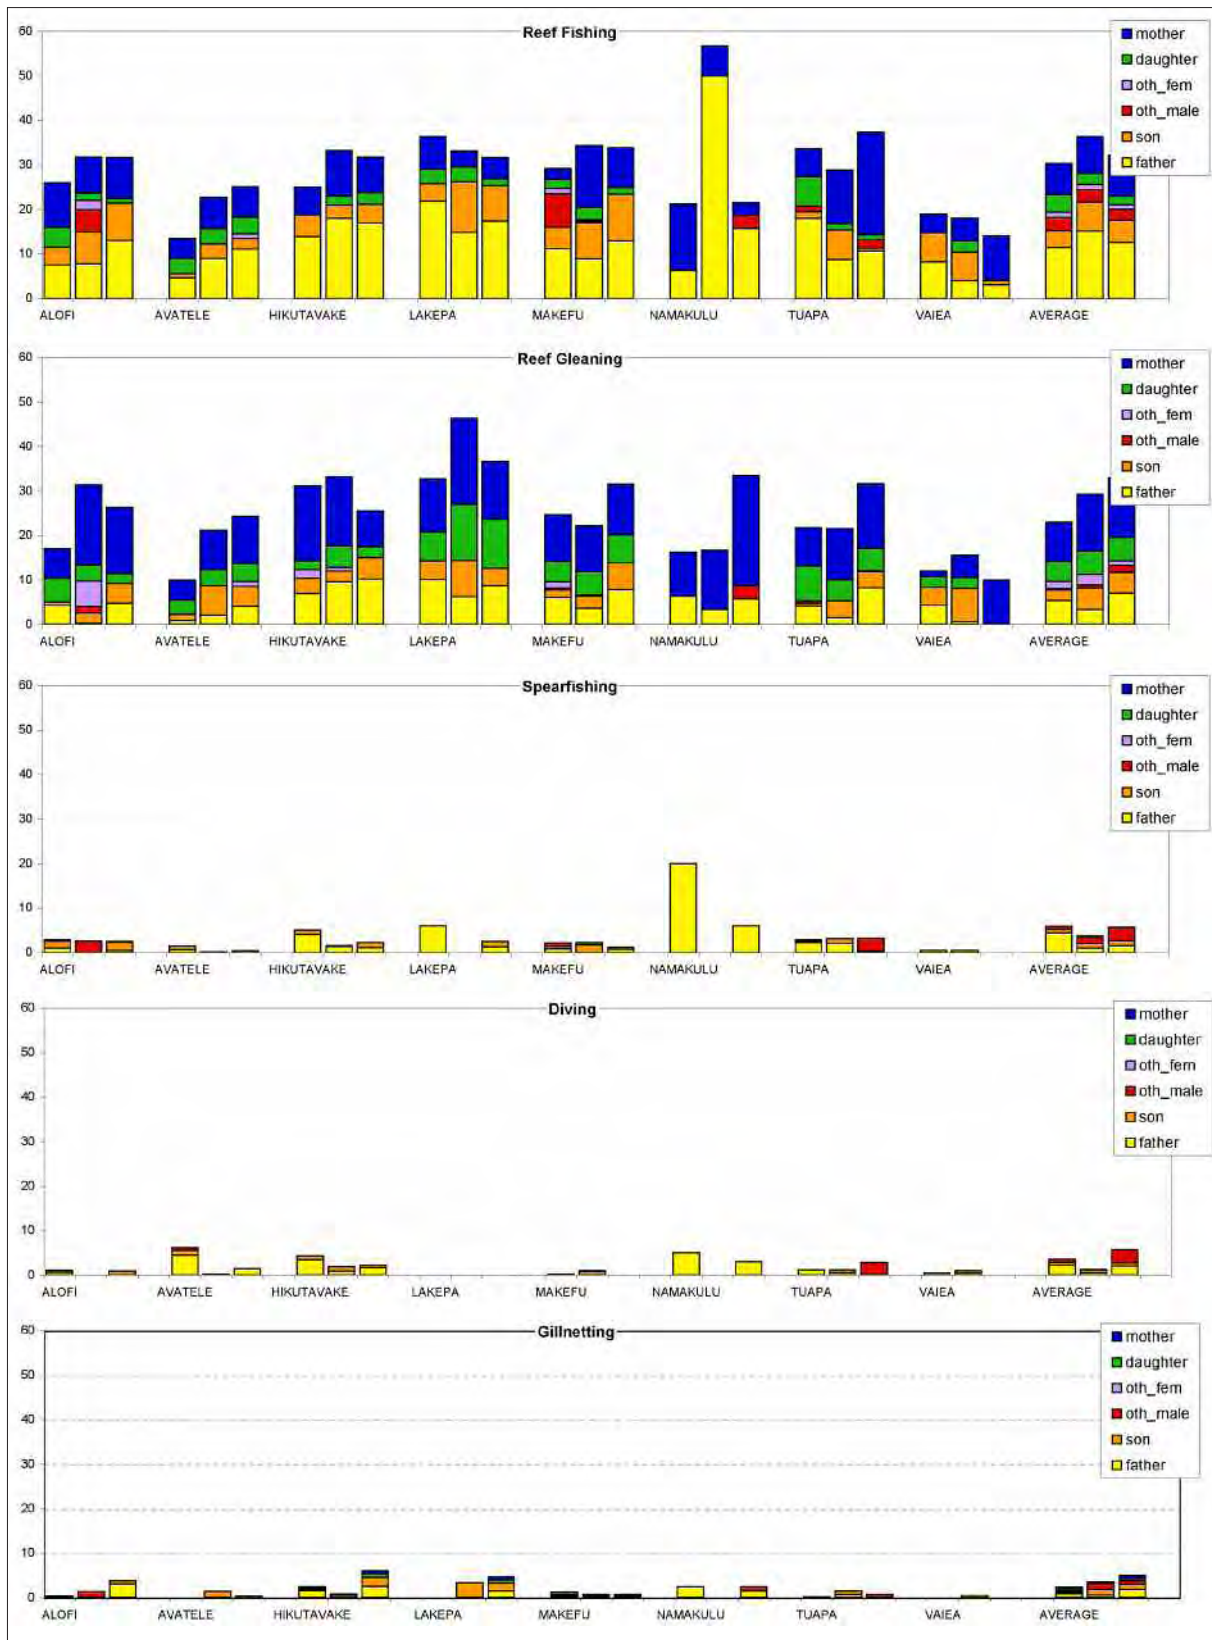 Reef Fishing
60
50
40
30
20
10
0
mother
daughter
oth_fem
oth_male
son
father
ALOFI AVATELE HIKUTAVAKE LAKEPA MAKEFU NAMAKULU TUAPA VAIEA AVERAGE
Reef Gleaning
60
50
40
30
20
10
0
mother
daughter
oth_fem
oth_male
son
father
ALOFI AVATELE HIKUTAVAKE LAKEPA MAKEFU NAMAKULU TUAPA VAIEA AVERAGE
Spearfishing
60
50
40
30
20
10
0
mother
daughter
oth_fem
oth_male
son
father
ALOFI AVATELE HIKUTAVAKE LAKEPA MAKEFU NAMAKULU TUAPA VAIEA AVERAGE
Diving
60
50
40
30
20
10
0
mother
daughter
oth_fem
oth_male
son
father
ALOFI AVATELE HIKUTAVAKE LAKEPA MAKEFU NAMAKULU TUAPA VAIEA AVERAGE
Gillnetting
60
50
40
30
20
10
0
mother
daughter
oth_fem
oth_male
son
father
ALOFI AVATELE HIKUTAVAKE LAKEPA MAKEFU NAMAKULU TUAPA VAIEA AVERAGE